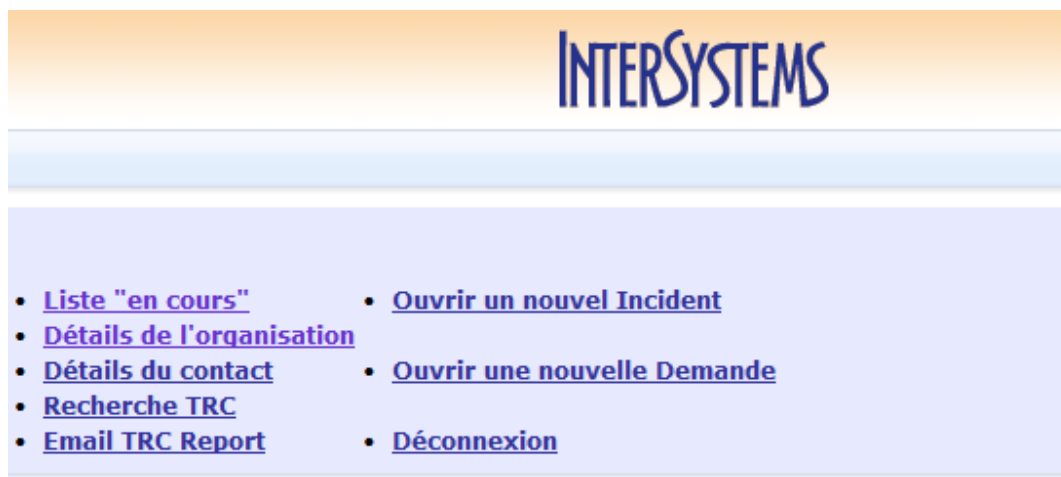 INTERSYSTEMS
Liste "en cours"
Ouvrir un nouvel Incident
Détails de l'organisation
Détails du contact
Ouvrir une nouvelle Demande
Recherche TRC
Email TRC Report
Déconnexion